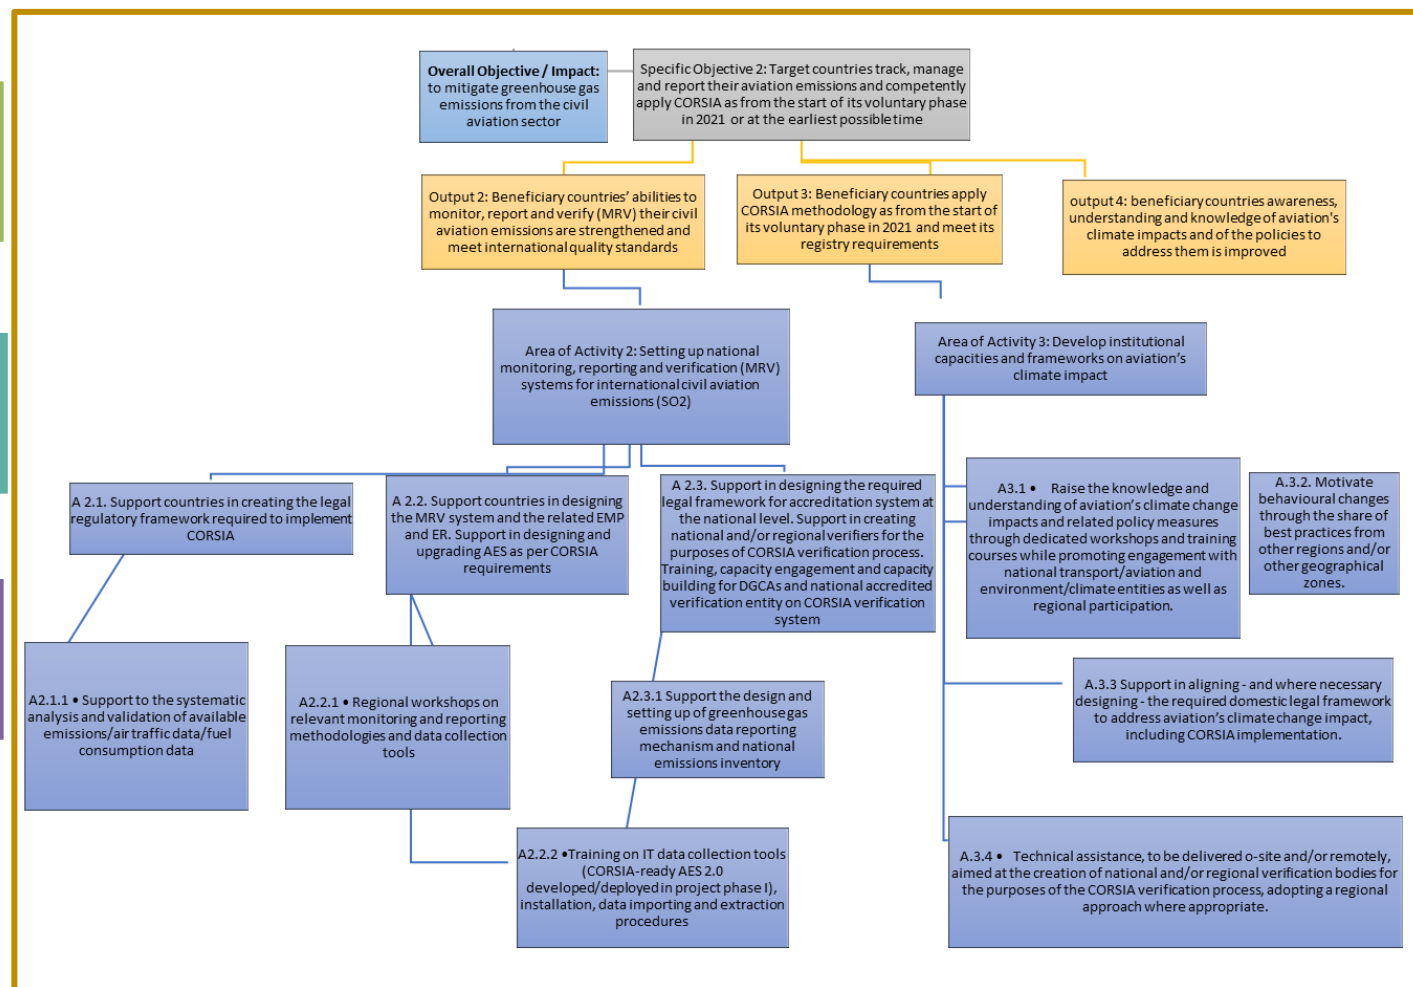 Overall Objective / Impact:
to mitigate greenhouse gas
emissions from the civil
aviation sector
Specific Objective 2: Target countries track, manage
and report their aviation emissions and competently
apply CORSIA as from the start of its voluntary phase
in 2021 or at the earliest possible time
Output 2: Beneficiary countries' abilities to
monitor, report and verify (MRV) their civil
aviation emissions are strengthened and
meet international quality standards
Output 3: Beneficiary countries apply
CORSIA methodology as from the start of
its voluntary phase in 2021 and meet its
registry requirements
output 4: beneficiary countries awareness,
understanding and knowledge of aviation's
climate impacts and of the policies to
address them is improved
Area of Activity 2: Setting up national
monitoring, reporting and verification (MRV)
systems for international civil aviation
emissions (SO2)
Area of Activity 3: Develop institutional
capacities and frameworks on aviation's
climate impact
A 2.1. Support countries in creating the legal
regulatory framework required to implement
CORSIA
A 2.2. Support countries in designing
the MRV system and the related EMP
and ER. Support in designing and
upgrading AES as per CORSIA
requirements
A 2.3. Support in designing the required
legal framework for accreditation system at
the national level. Support in creating
national and/or regional verifiers for the
purposes of CORSIA verification process.
Training, capacity engagement and capacity
building for DGCAs and national accredited
verification entity on CORSIA verification
system
A3.1 • Raise the knowledge and
understanding of aviation's climate change
impacts and related policy measures
through dedicated workshops and training
courses while promoting engagement with
national transport/aviation and
environment/climate entities as well as
regional participation.
A.3.2. Motivate
behavioural changes
through the share of
best practices from
other regions and/or
other geographical
zones.
A2.1.1 • Support to the systematic
analysis and validation of available
emissions/air traffic data/fuel
consumption data
A2.2.1 • Regional workshops on
relevant monitoring and reporting
methodologies and data collection
tools
A2.3.1 Support the design and
setting up of greenhouse gas
emissions data reporting
mechanism and national
emissions inventory
A.3.3 Support in aligning - and where necessary
designing - the required domestic legal framework
to address aviation's climate change impact,
including CORSIA implementation.
A2.2.2 •Training on IT data collection tools
(CORSIA-ready AES 2.0
developed/deployed in project phase I),
installation, data importing and extraction
procedures
A.3.4 • Technical assistance, to be delivered o-site and/or remotely,
aimed at the creation of national and/or regional verification bodies for
the purposes of the CORSIA verification process, adopting a regional
approach where appropriate.